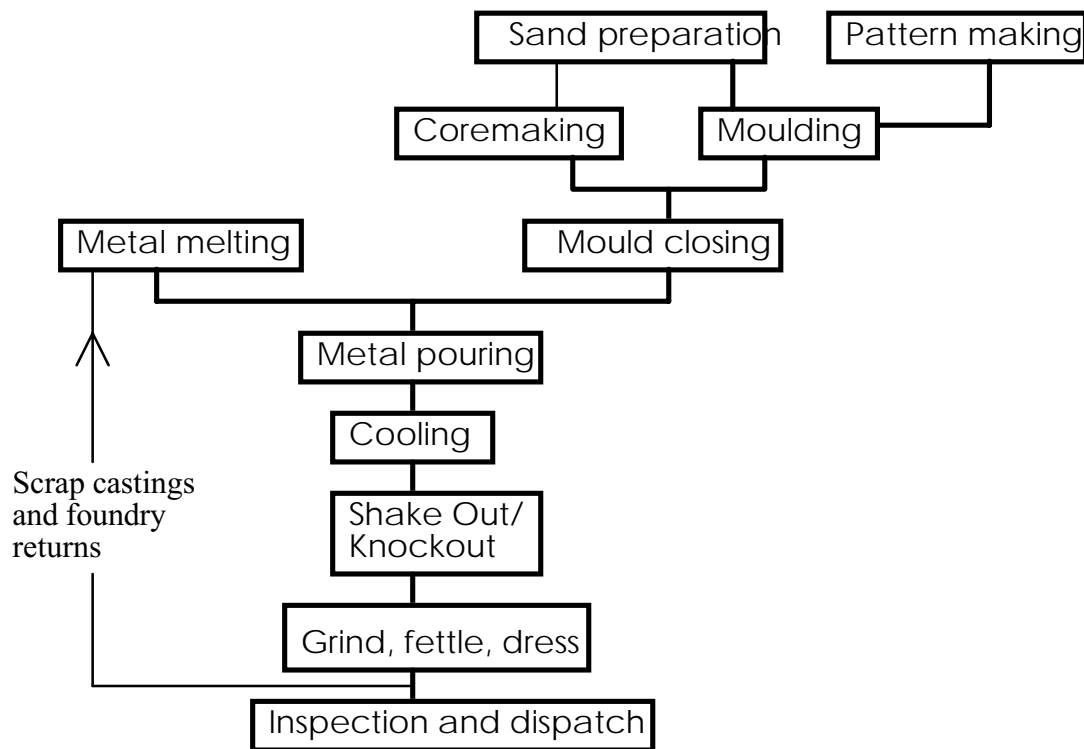 Sand preparation
Pattern making
Coremaking
Moulding
Metal melting
Mould closing
Metal pouring
Cooling
Scrap castings
and foundry
returns
Shake Out/
Knockout
Grind, fettle, dress
Inspection and dispatch